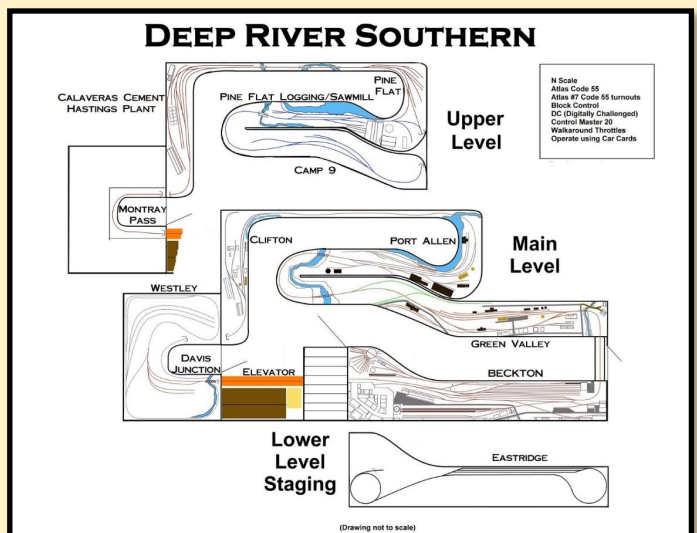 DEEP RIVER SOUTHERN
N Scale
Atlas Code 55
Atlas #7 Code 55 turnouts
Block Control
DC (Digitally Challenged)
Control Master 20
Walkaround Throttles
Operate using Car Cards
CALAVERAS CEMENT
HASTINGS PLANT
PINE FLAT LOGGING/SAWMILL
PINE
FLAT
Upper
Level
CAMP 9
MONTRAY
PASS
CLIFTON
PORT ALLEN
Main
Level
WESTLEY
DAVIS
JUNCTION
ELEVATOR
GREEN VALLEY
BECKTON
Lower
Level
Staging
EASTRIDGE
(Drawing not to scale)